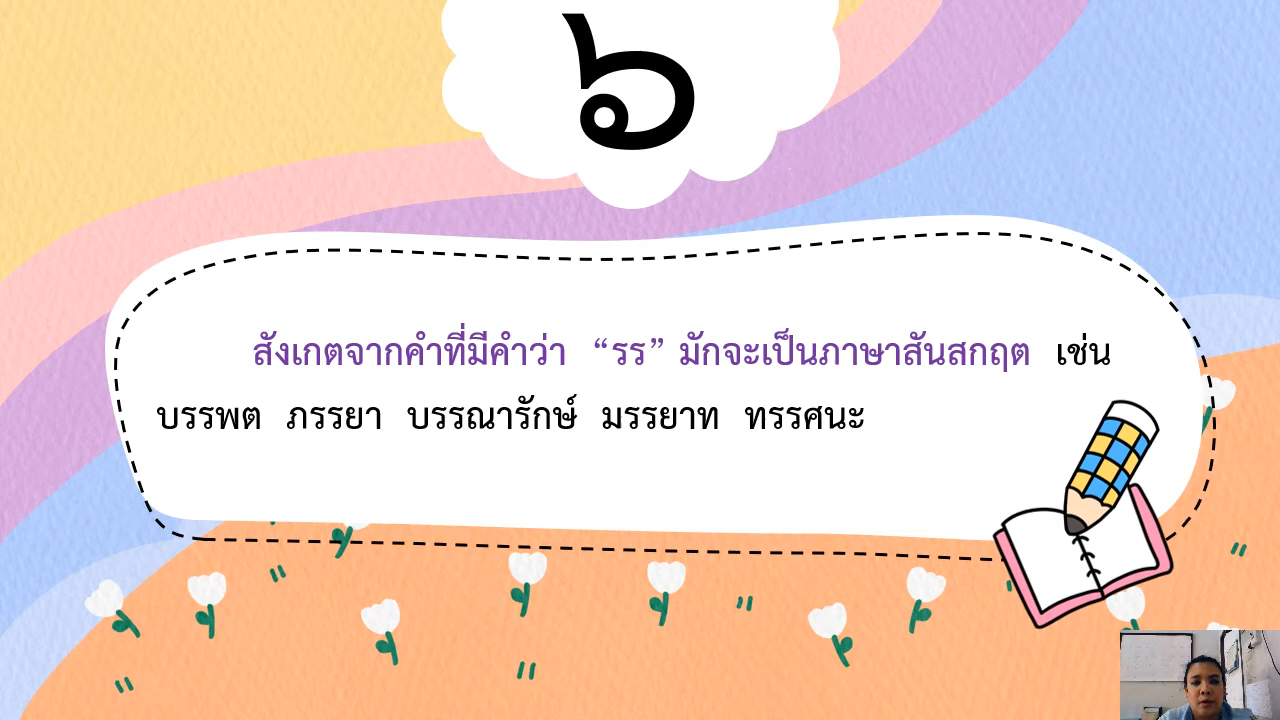 ๖
สังเกตจากคำที่มีคำว่า “รร” มักจะเป็นภาษาสันสกฤต เช่น
บรรพต ภรรยา บรรณารักษ์ มรรยาท ทรรศนะ